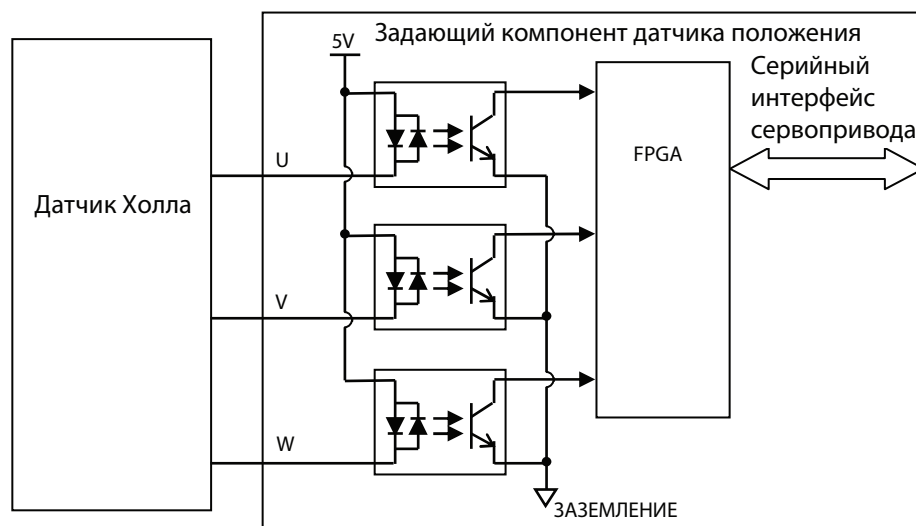 Задающий компонент датчика положения
5V
Серийный
интерфейс
сервопривода
FPGA
U
Датчик Холла
V
W
ЗАЗЕМЛЕНИЕ